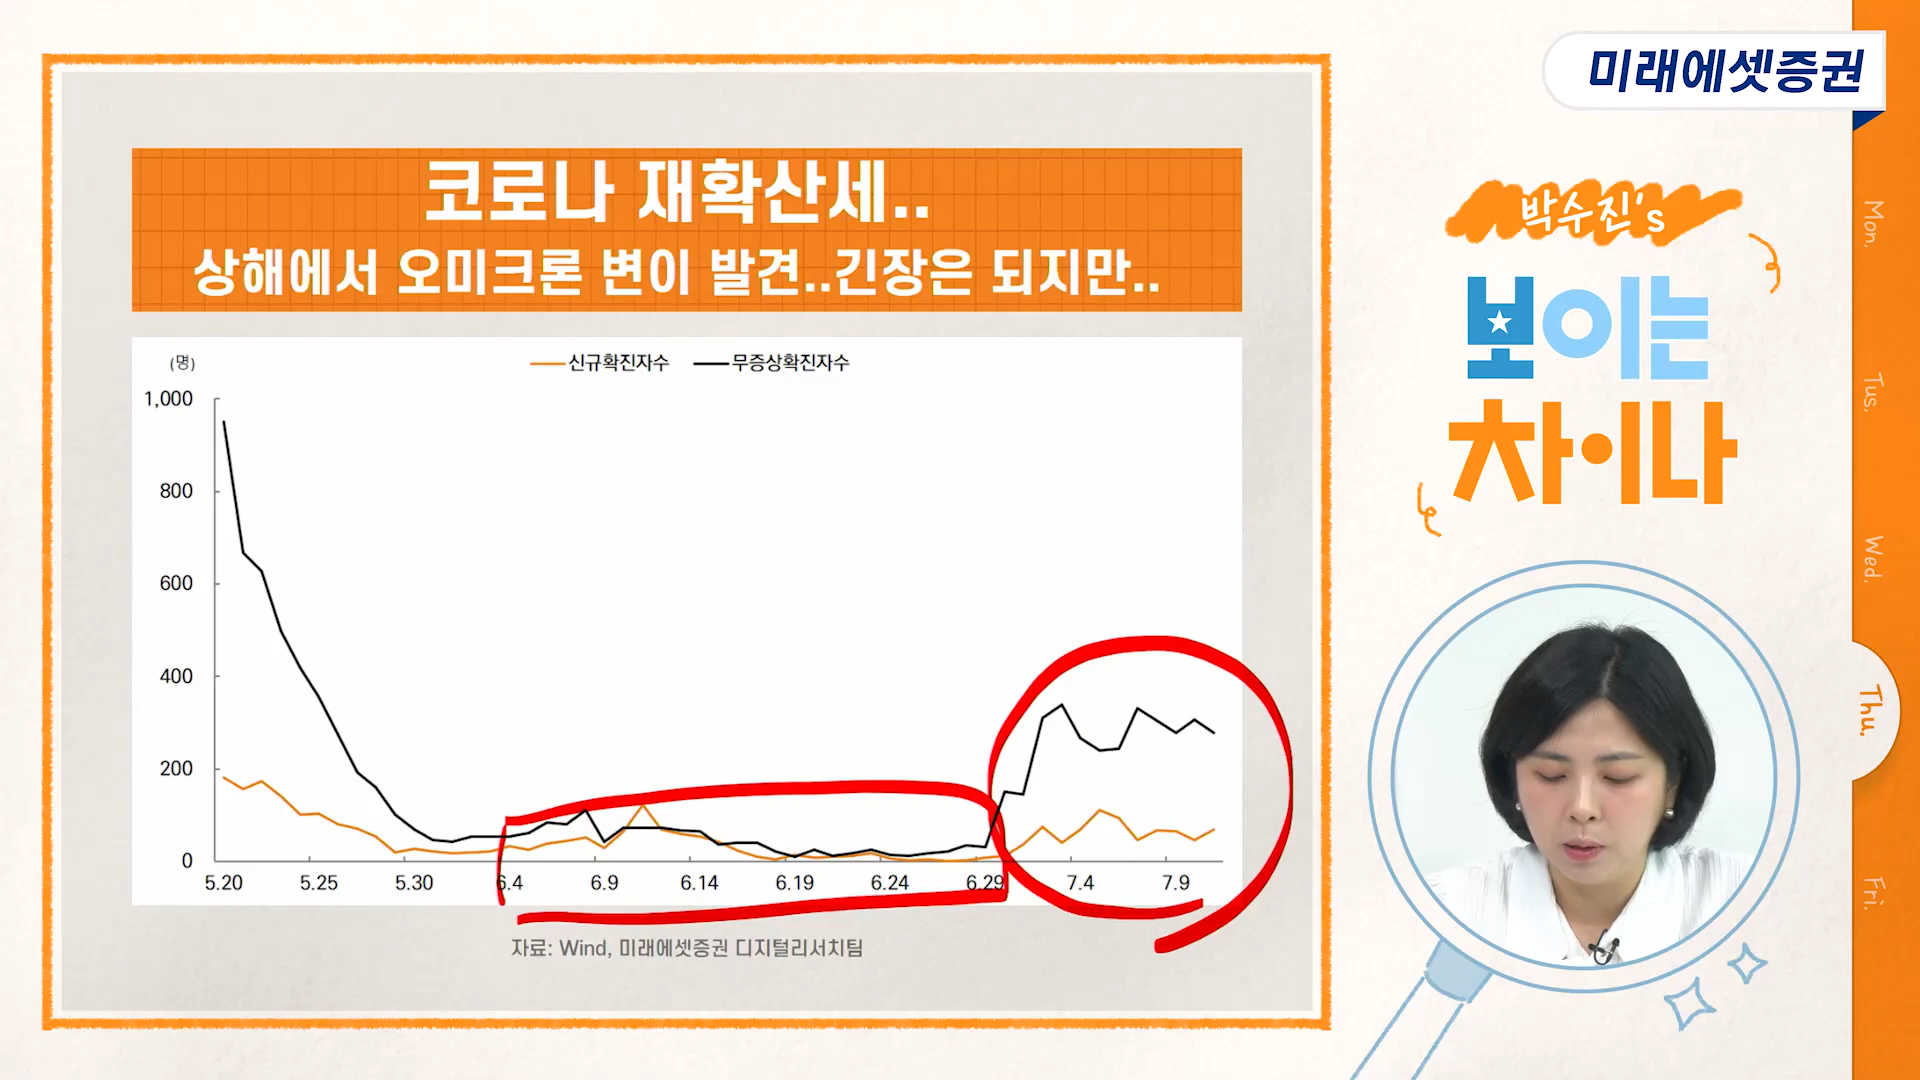 미래에셋증권
코로나 재확산세..
상해에서 오미크론 변이 발견..긴장은 되지만..
(명)
신규확진자수 무증상확진자수
1,000
800
600
400
200
0
5.20 5.25 5.30 6.4 6.9 6.14 6.19 6.24 6.29 7.4 7.9
자료: Wind, 미래에셋증권 디지털리서치팀
박수진's
보이는
차이나
Mon.
Tus.
Wed.
Thu.
Fri.